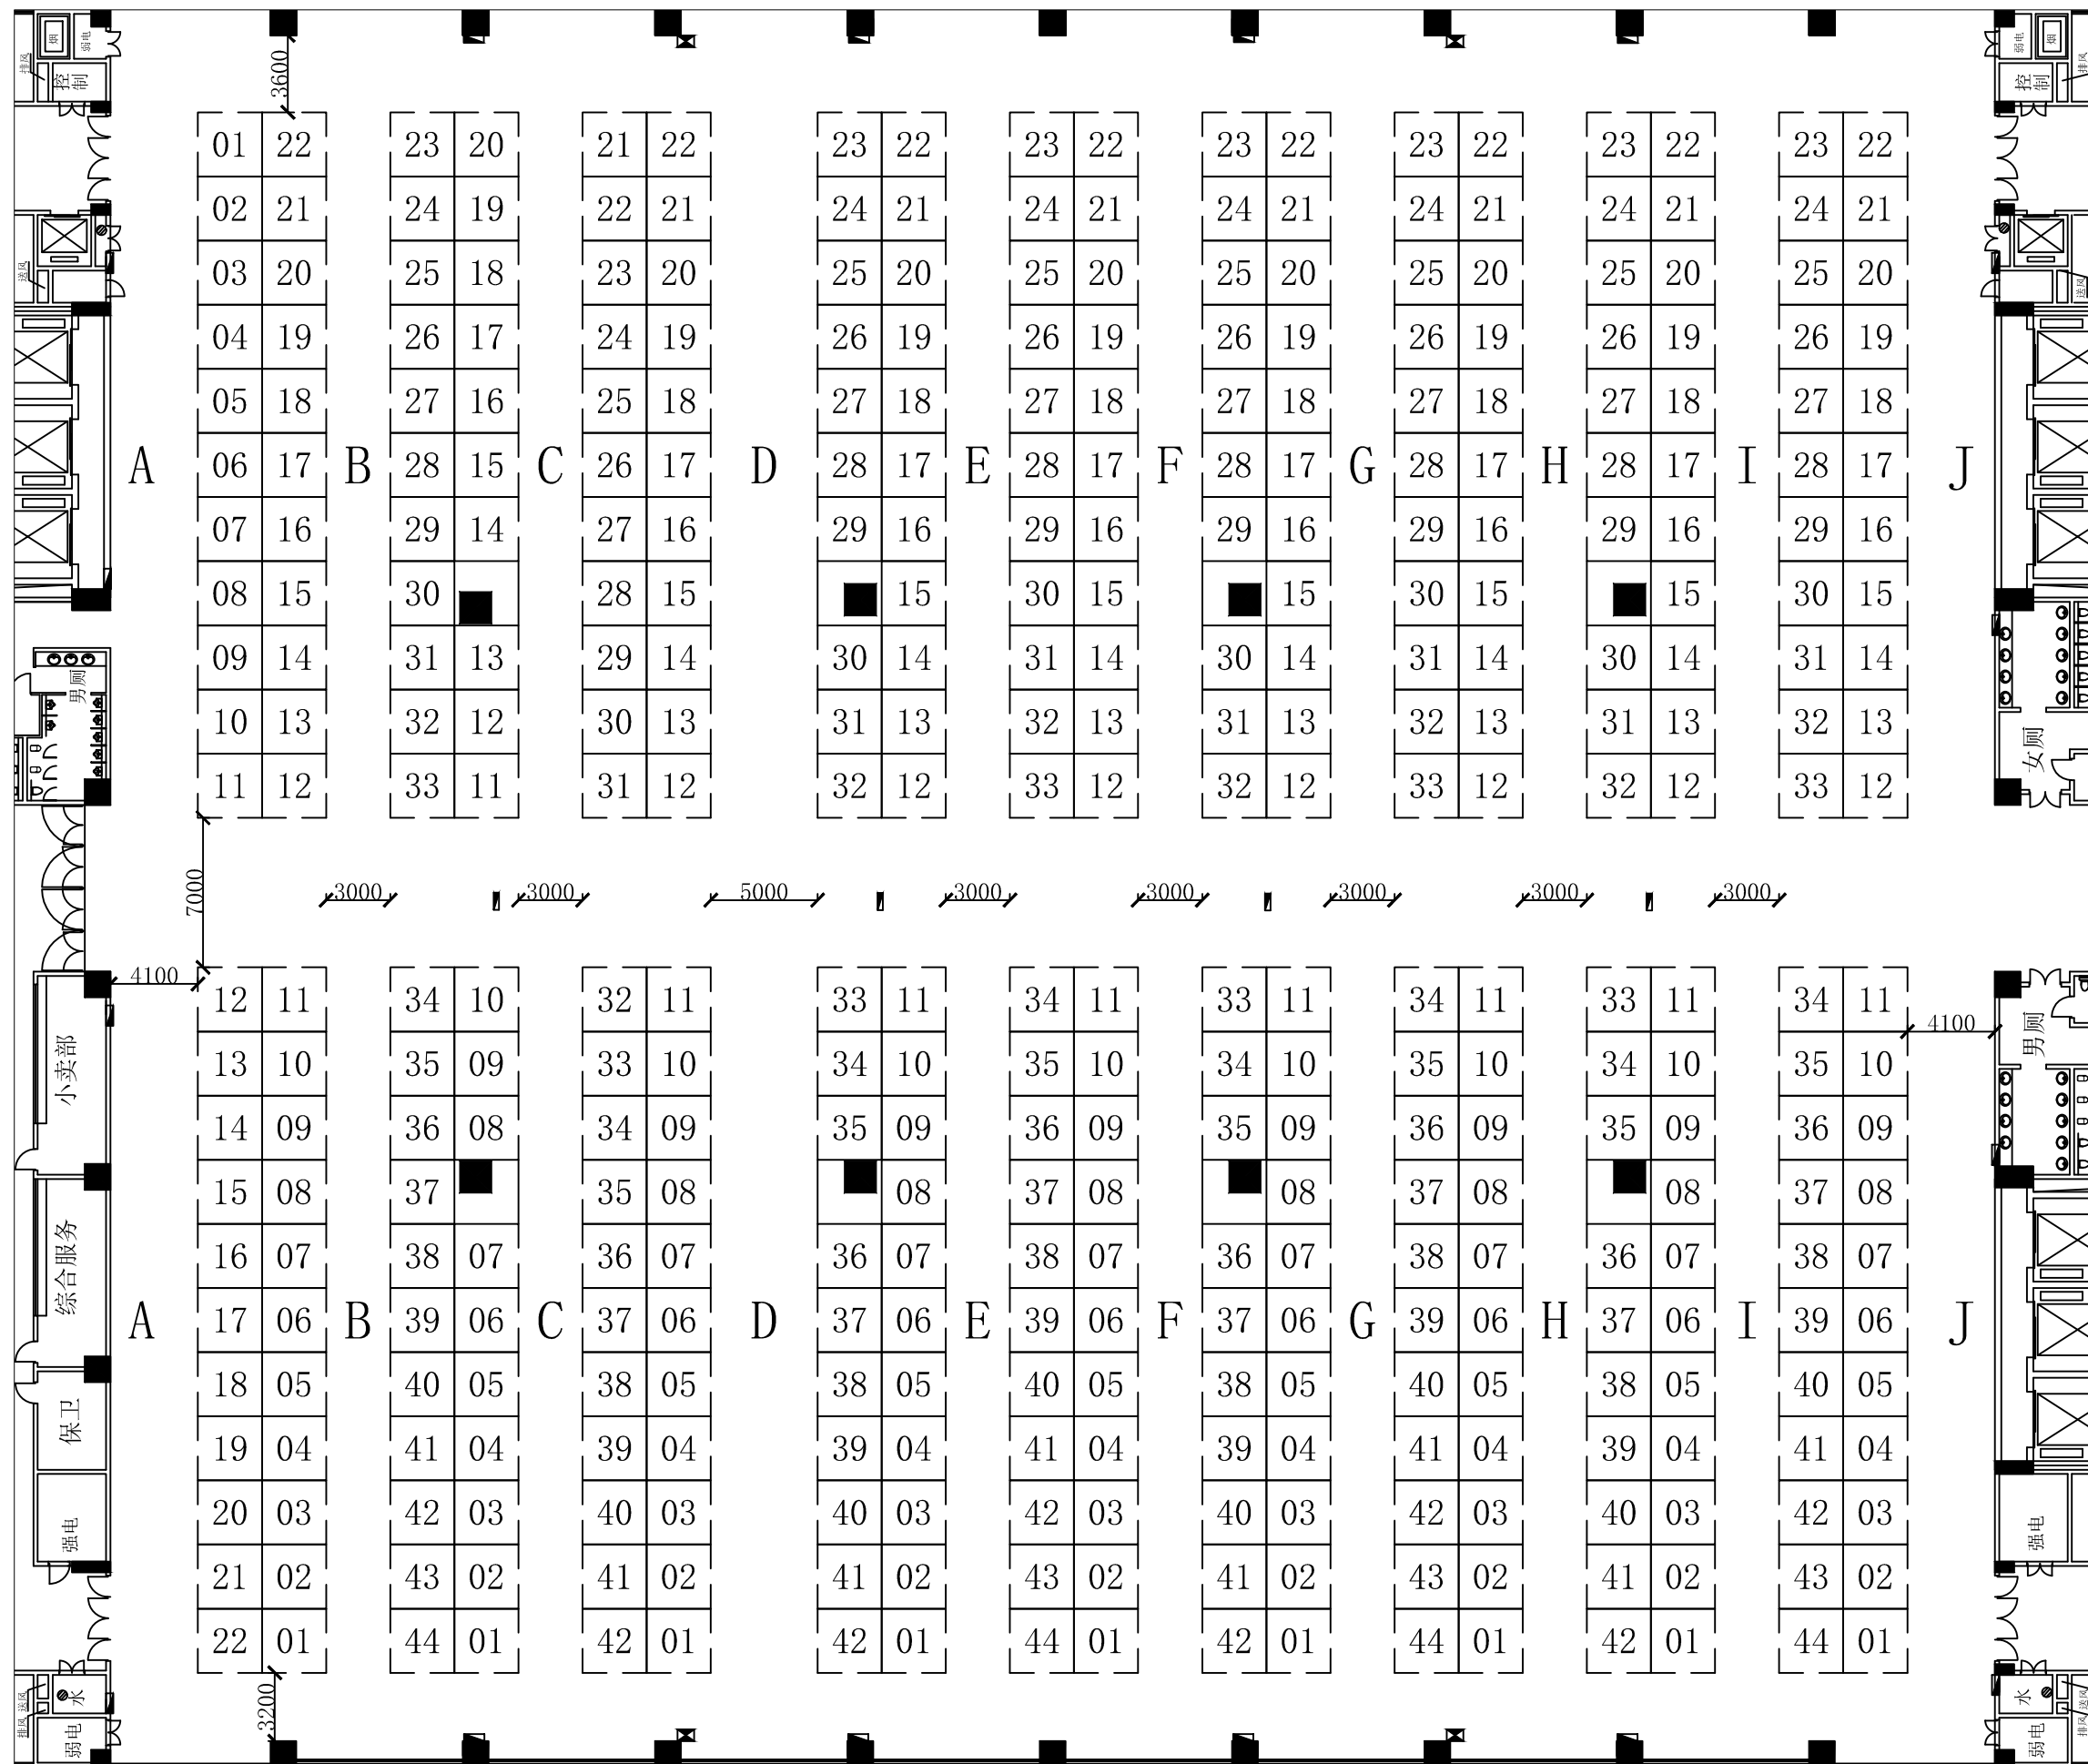 排风 烟 弱电 弱电 烟 排风
控制 控制
3600
01 22 23 20 21 22 23 22 23 22 23 22 23 22 23 22 23 22
02 21 24 19 22 21 24 21 24 21 24 21 24 21 24 21 24 21
送风 03 20 25 18 23 20 25 20 25 20 25 20 25 20 25 20 25 20 送风
04 19 26 17 24 19 26 19 26 19 26 19 26 19 26 19 26 19
05 18 27 16 25 18 27 18 27 18 27 18 27 18 27 18 27 18
A 06 17 B 28 15 C 26 17 D 28 17 E 28 17 F 28 17 G 28 17 H 28 17 I 28 17 J
07 16 29 14 27 16 29 16 29 16 29 16 29 16 29 16 29 16
08 15 30 28 15 15 30 15 15 30 15 15 30 15
男厕 09 14 31 13 29 14 30 14 31 14 30 14 31 14 30 14 31 14
10 13 32 12 30 13 31 13 32 13 31 13 32 13 31 13 32 13 女厕
11 12 33 11 31 12 32 12 33 12 32 12 33 12 32 12 33 12
7000 3000 3000 5000 3000 3000 3000 3000 3000
4100
12 11 34 10 32 11 33 11 34 11 33 11 34 11 33 11 34 11
4100
小卖部 13 10 35 09 33 10 34 10 35 10 34 10 35 10 34 10 35 10 男厕
14 09 36 08 34 09 35 09 36 09 35 09 36 09 35 09 36 09
15 08 37 35 08 08 37 08 08 37 08 08 37 08
综合服务 16 07 38 07 36 07 36 07 38 07 36 07 38 07 36 07 38 07
A 17 06 B 39 06 C 37 06 D 37 06 E 39 06 F 37 06 G 39 06 H 37 06 I 39 06 J
18 05 40 05 38 05 38 05 40 05 38 05 40 05 38 05 40 05
保卫 19 04 41 04 39 04 39 04 41 04 39 04 41 04 39 04 41 04
强电 20 03 42 03 40 03 40 03 42 03 40 03 42 03 40 03 42 03 强电
21 02 43 02 41 02 41 02 43 02 41 02 43 02 41 02 43 02
22 01 44 01 42 01 42 01 44 01 42 01 44 01 42 01 44 01
送风 水 3200 水 送风
排风 弱电 弱电 排风